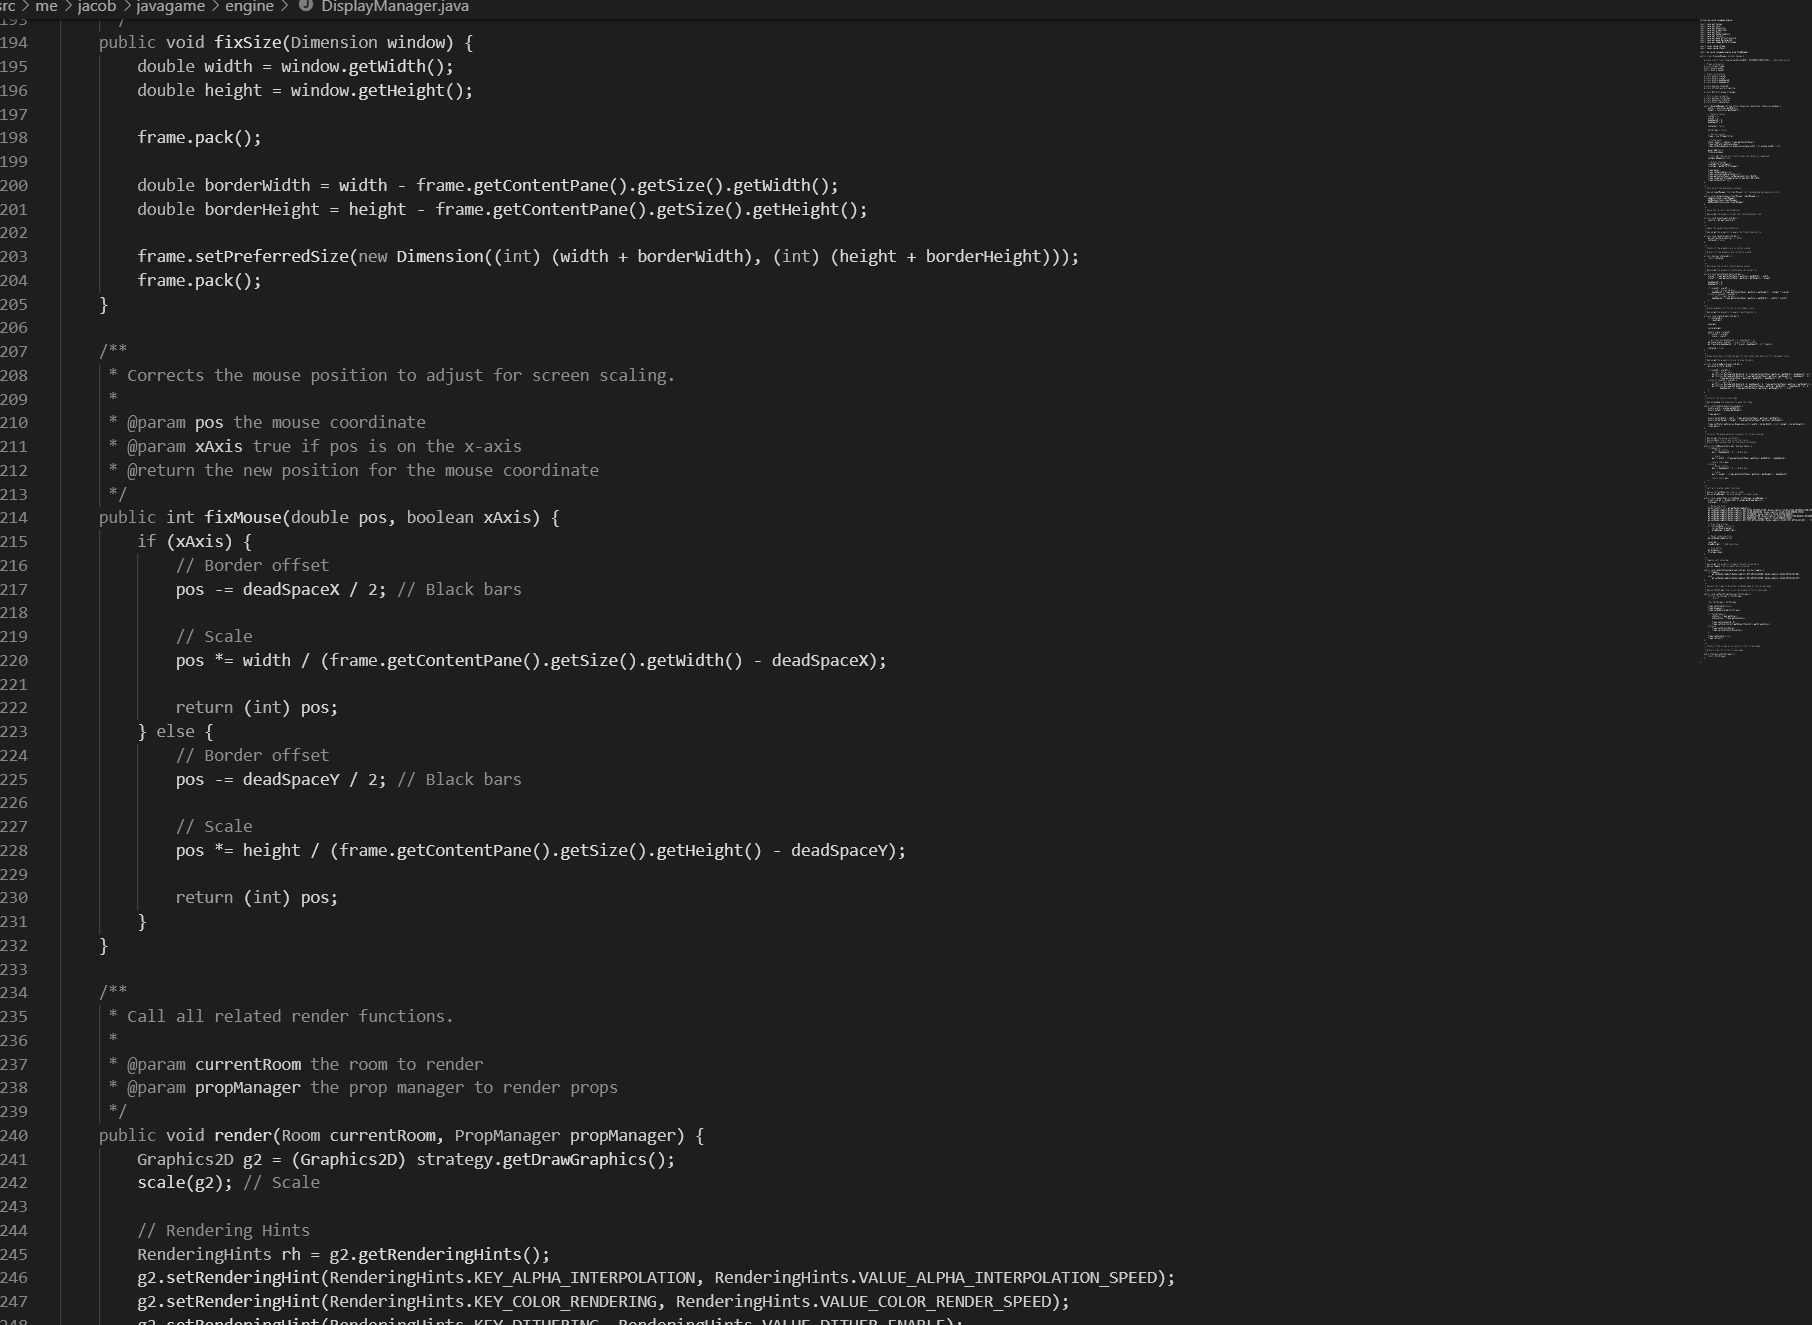 src > me > jacob > javagame > engine > DisplayManager.java
193 */
194 public void fixSize(Dimension window) {
195 double width = window.getWidth();
196 double height = window.getHeight();
197
198 frame.pack();
199
200 double borderWidth = width - frame.getContentPane().getSize().getWidth();
201 double borderHeight = height - frame.getContentPane().getSize().getHeight();
202
203 frame.setPreferredSize(new Dimension((int) (width + borderWidth), (int) (height + borderHeight)));
204 frame.pack();
205 }
206
207 /**
208 * Corrects the mouse position to adjust for screen scaling.
209 *
210 * @param pos the mouse coordinate
211 * @param xAxis true if pos is on the x-axis
212 * @return the new position for the mouse coordinate
213 */
214 public int fixMouse(double pos, boolean xAxis) {
215 if (xAxis) {
216 // Border offset
217 pos -= deadSpaceX / 2; // Black bars
218
219 // Scale
220 pos *= width / (frame.getContentPane().getSize().getWidth() - deadSpaceX);
221
222 return (int) pos;
223 } else {
224 // Border offset
225 pos -= deadSpaceY / 2; // Black bars
226
227 // Scale
228 pos *= height / (frame.getContentPane().getSize().getHeight() - deadSpaceY);
229
230 return (int) pos;
231 }
232 }
233
234 /**
235 * Call all related render functions.
236 *
237 * @param currentRoom the room to render
238 * @param propManager the prop manager to render props
239 */
240 public void render(Room currentRoom, PropManager propManager) {
241 Graphics2D g2 = (Graphics2D) strategy.getDrawGraphics();
242 scale(g2); // Scale
243
244 // Rendering Hints
245 RenderingHints rh = g2.getRenderingHints();
246 g2.setRenderingHint(RenderingHints.KEY_ALPHA_INTERPOLATION, RenderingHints.VALUE_ALPHA_INTERPOLATION_SPEED);
247 g2.setRenderingHint(RenderingHints.KEY_COLOR_RENDERING, RenderingHints.VALUE_COLOR_RENDER_SPEED);
248 g2.setRenderingHint(RenderingHints.KEY_DITHERING, RenderingHints.VALUE_DITHER_ENABLE);